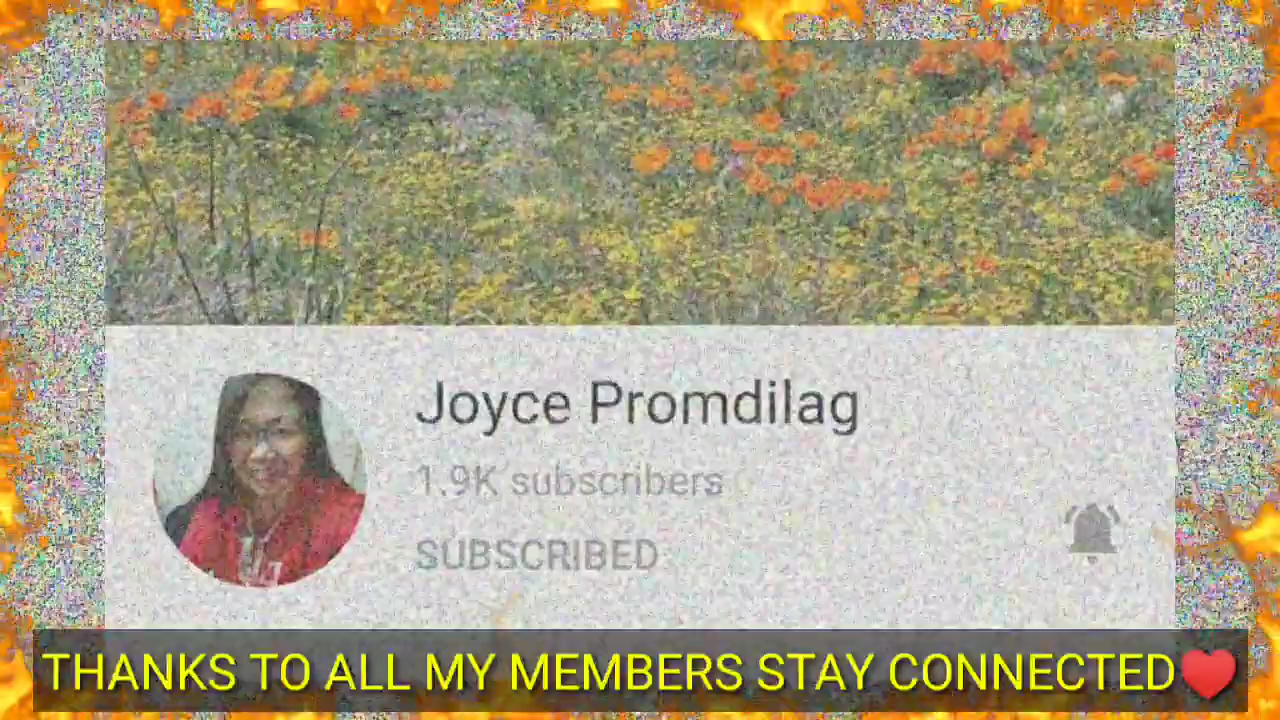 Joyce Promdilag
1.9K subscribers
SUBSCRIBED
THANKS TO ALL MY MEMBERS STAY CONNECTED❤️